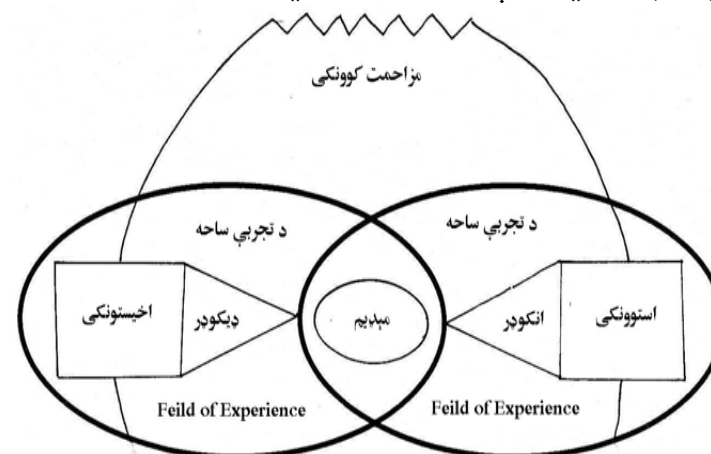 مزاحمت کوونکی
د تجربې ساحه
د تجربې ساحه
استوونکی
انکوډر
مېډیم
ډیکوډر
اخیستونکی
Feild of Experience
Feild of Experience